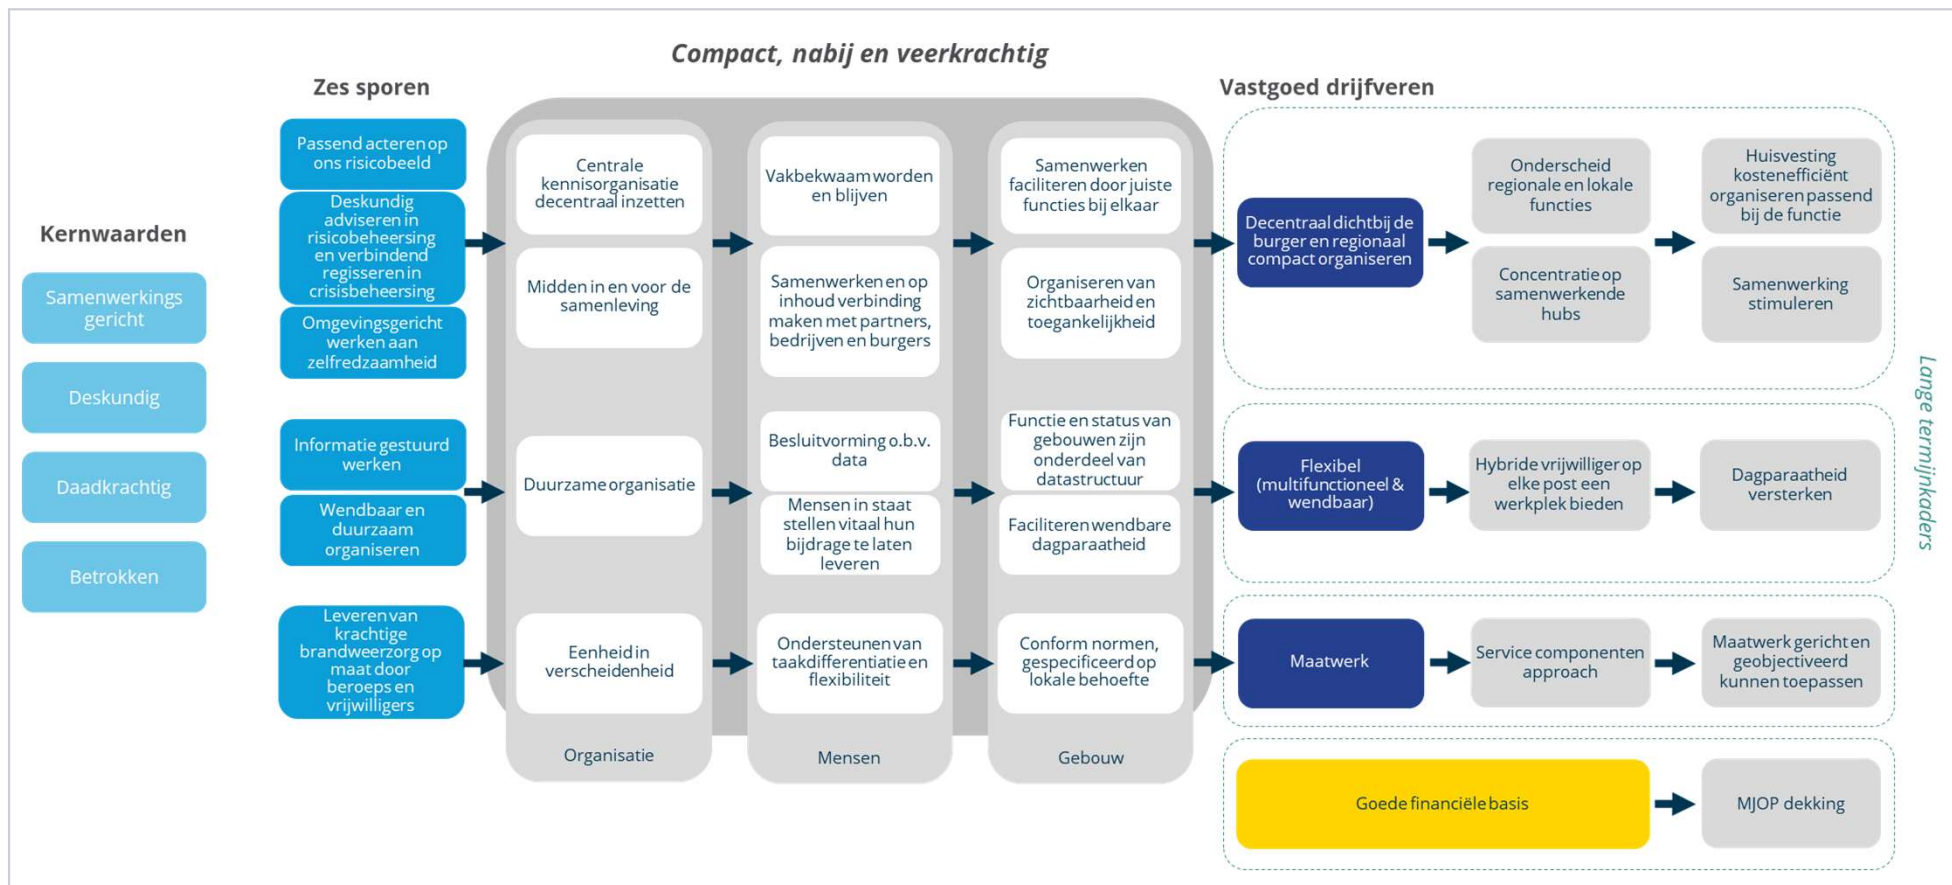 Compact, nabij en veerkrachtig
Kernwaarden
Samenwerkings
gericht
Deskundig
Daadkrachtig
Betrokken
Zes sporen
Passend acteren op
ons risicobeeld
Deskundig
adviseren in
risicobeheersing
en verbindend
regisseren in
crisisbeheersing
Omgevingsgericht
werken aan
zelfredzaamheid
Informatie gestuurd
werken
Wendbaar en
duurzaam
organiseren
Leveren van
krachtige
brandweerzorg op
maat door
beroeps en
vrijwilligers
Centrale
kennisorganisatie
decentraal inzetten
Midden in en voor de
samenleving
Duurzame organisatie
Eenheid in
verscheidenheid
Organisatie
Vakbekwaam worden
en blijven
Samenwerken en op
inhoud verbinding
maken met partners,
bedrijven en burgers
Besluitvorming o.b.v.
data
Mensen in staat
stellen vitaal hun
bijdrage te laten
leveren
Ondersteunen van
taakdifferentiatie en
flexibiliteit
Mensen
Samenwerken
faciliteren door juiste
functies bij elkaar
Organiseren van
zichtbaarheid en
toegankelijkheid
Functie en status van
gebouwen zijn
onderdeel van
datastructuur
Faciliteren wendbare
dagparaatheid
Conform normen,
gespecificeerd op
lokale behoefte
Gebouw
Vastgoed drijfveren
Decentraal dichtbij de
burger en regionaal
compact organiseren
Onderscheid
regionale en lokale
functies
Concentratie op
samenwerkende
hubs
Huisvesting
kostenefficiënt
organiseren passend
bij de functie
Samenwerking
stimuleren
Flexibel
(multifunctioneel &
wendbaar)
Hybride vrijwilliger op
elke post een
werkplek bieden
Dagparaatheid
versterken
Maatwerk
Service componenten
approach
Maatwerk gericht en
geobjectiveerd
kunnen toepassen
Goede financiële basis
MJOP dekking
Lange termijnkaders